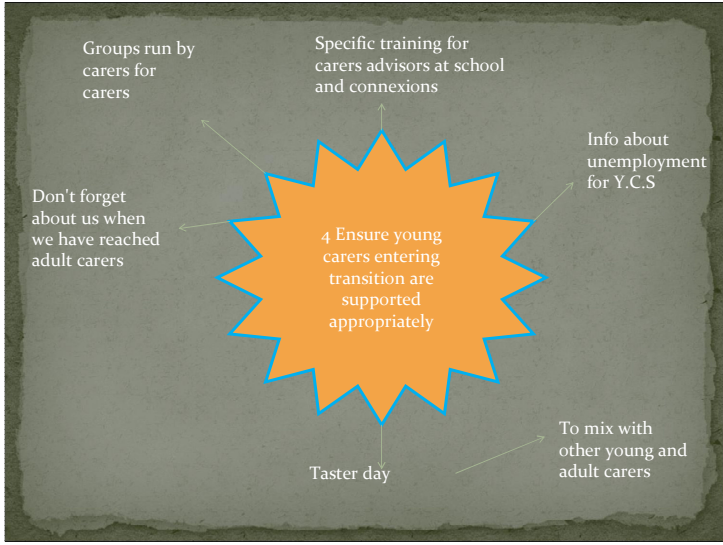 Groups run by
carers for
carers
Specific training for
carers advisors at school
and connexions
Info about
unemployment
for Y.C.S
Don't forget
about us when
we have reached
adult carers
4 Ensure young
carers entering
transition are
supported
appropriately
To mix with
other young and
adult carers
Taster day